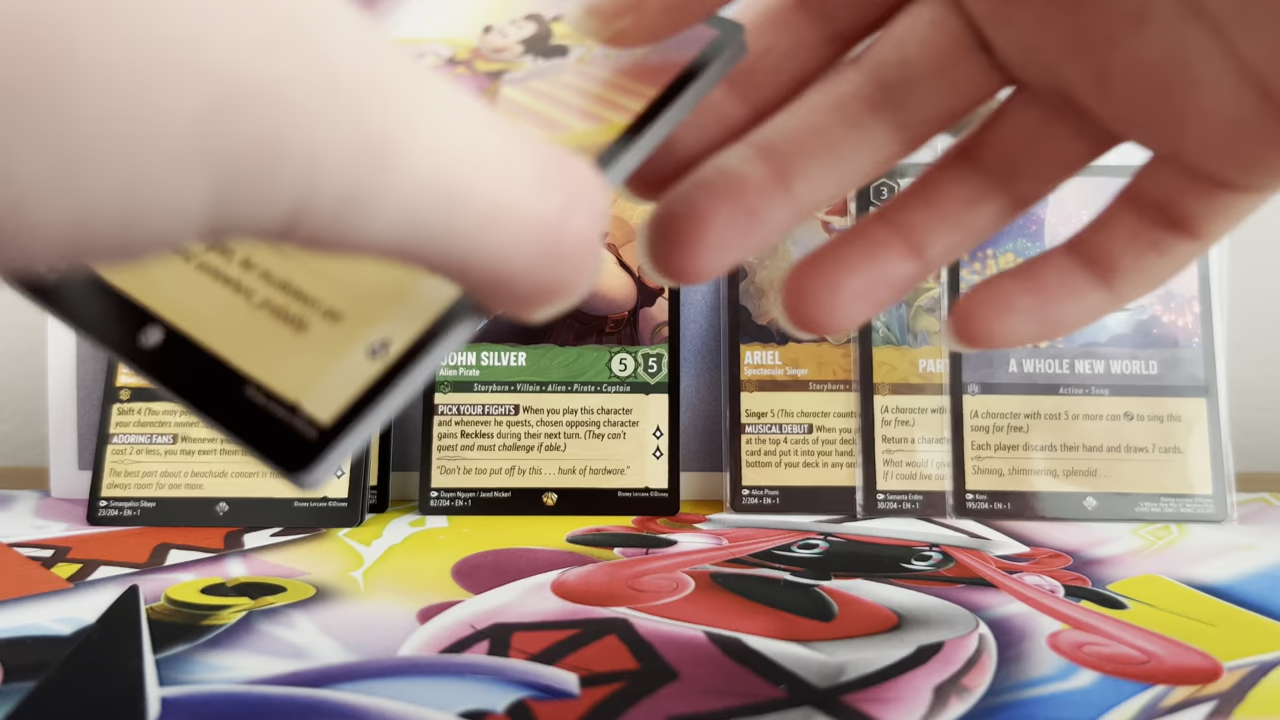 Shift 4 (You may pay
your characters named S
ADORING FANS Whenever you
cost 2 or less, you may exert them
The best part about a beachside concert is th
always room for one more.
Simangaliso Sibaya
23/204 • EN • 1
JOHN SILVER
Alien Pirate
5 5
Storyborn • Villain • Alien • Pirate • Captain
PICK YOUR FIGHTS When you play this character
and whenever he quests, chosen opposing character
gains Reckless during their next turn. (They can't
quest and must challenge if able.)
"Don't be too put off by this . . . hunk of hardware."
Duyen Nguyen / Jared Nickerl
82/204 • EN • 1
Disney Lorcana ©Disney
ARIEL
Spectacular Singer
Storyborn • H
Singer 5 (This character counts
MUSICAL DEBUT When you
at the top 4 cards of your deck
card and put it into your hand.
bottom of your deck in any ord
Alice Pisoni
2/204 • EN • 1
3
PAR
(A character with
for free.)
Return a characte
What would I give
If I could live out
Samanta Erdini
30/204 • EN • 1
A WHOLE NEW WORLD
Action • Song
(A character with cost 5 or more can to sing this
song for free.)
Each player discards their hand and draws 7 cards.
Shining, shimmering, splendid . . .
Koni
195/204 • EN • 1